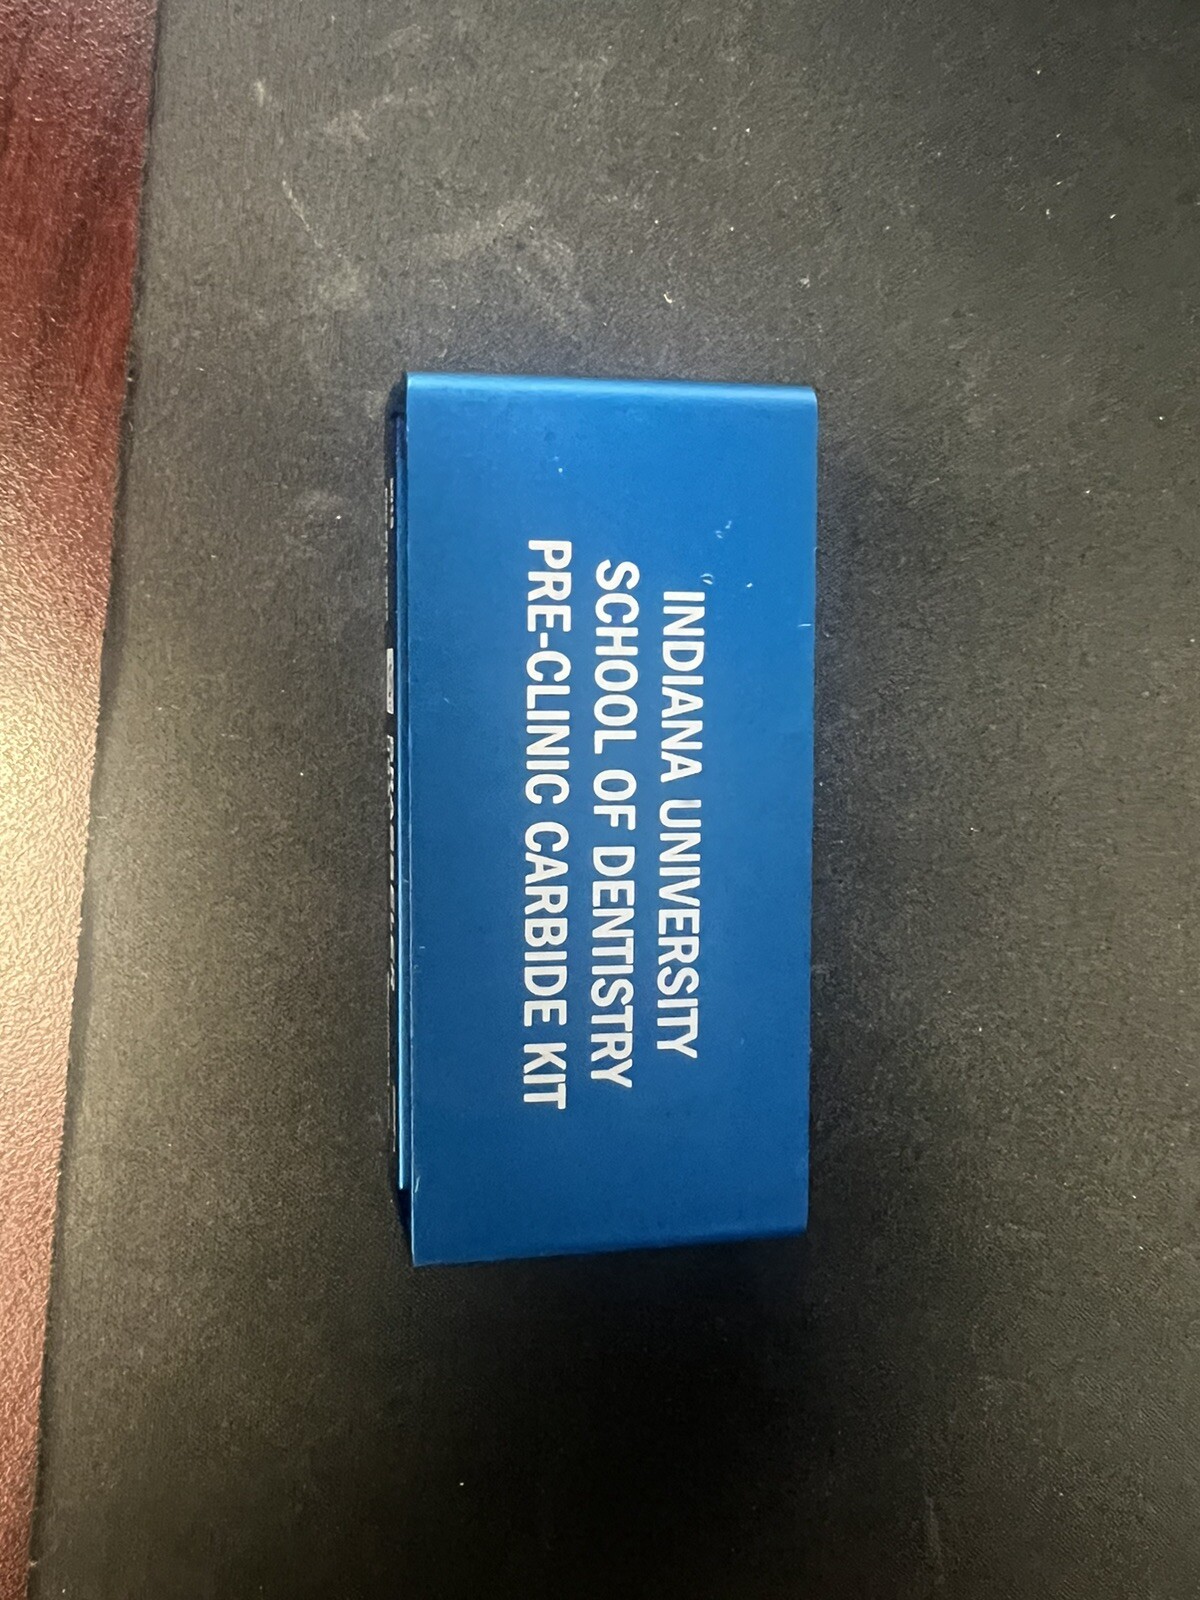 INDIANA UNIVERSITY
SCHOOL OF DENTISTRY
PRE-CLINIC CARBIDE KIT